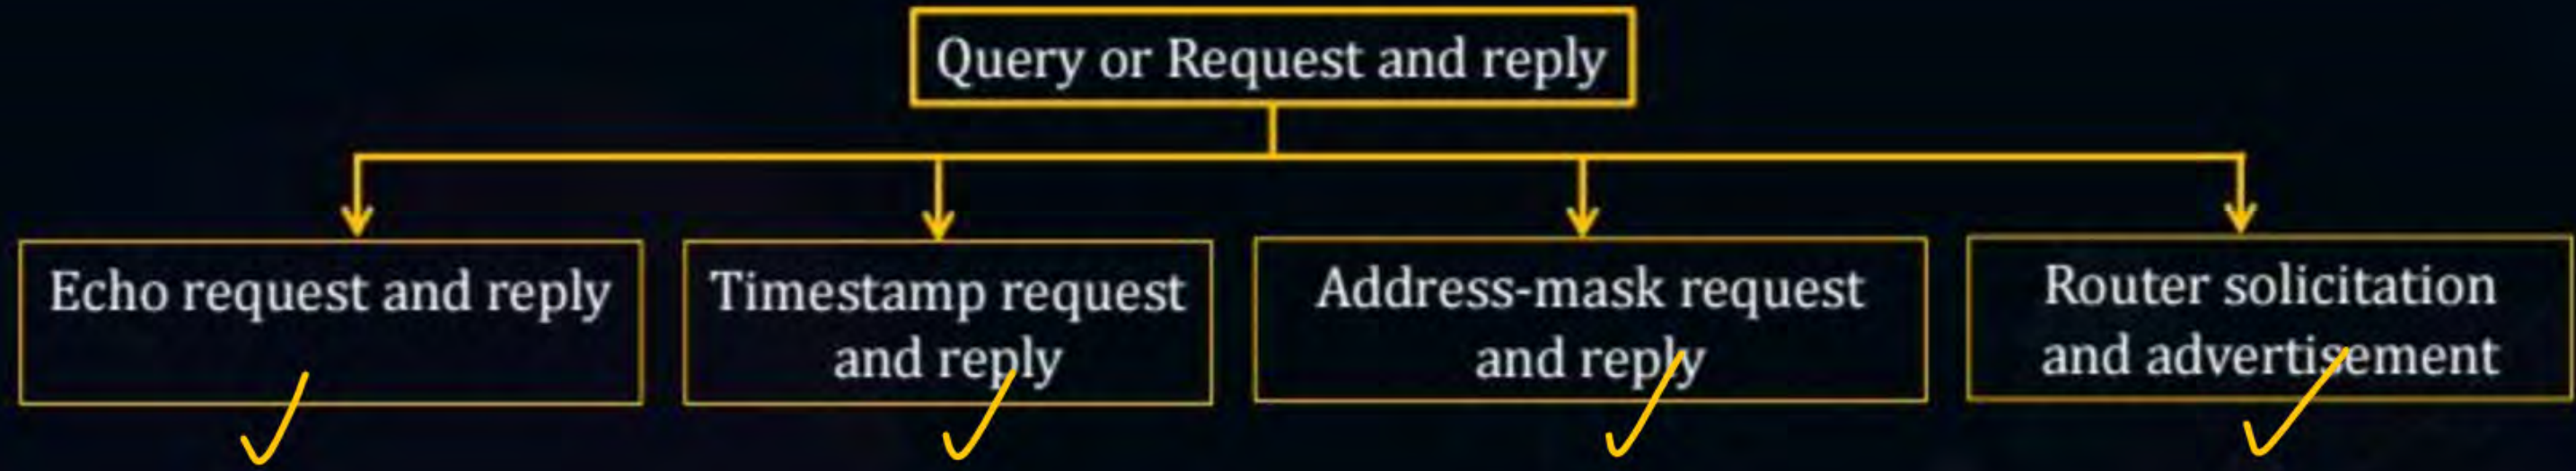 Query or Request and reply
Echo request and reply
Timestamp request
and reply
Address-mask request
and reply
Router solicitation
and advertisement